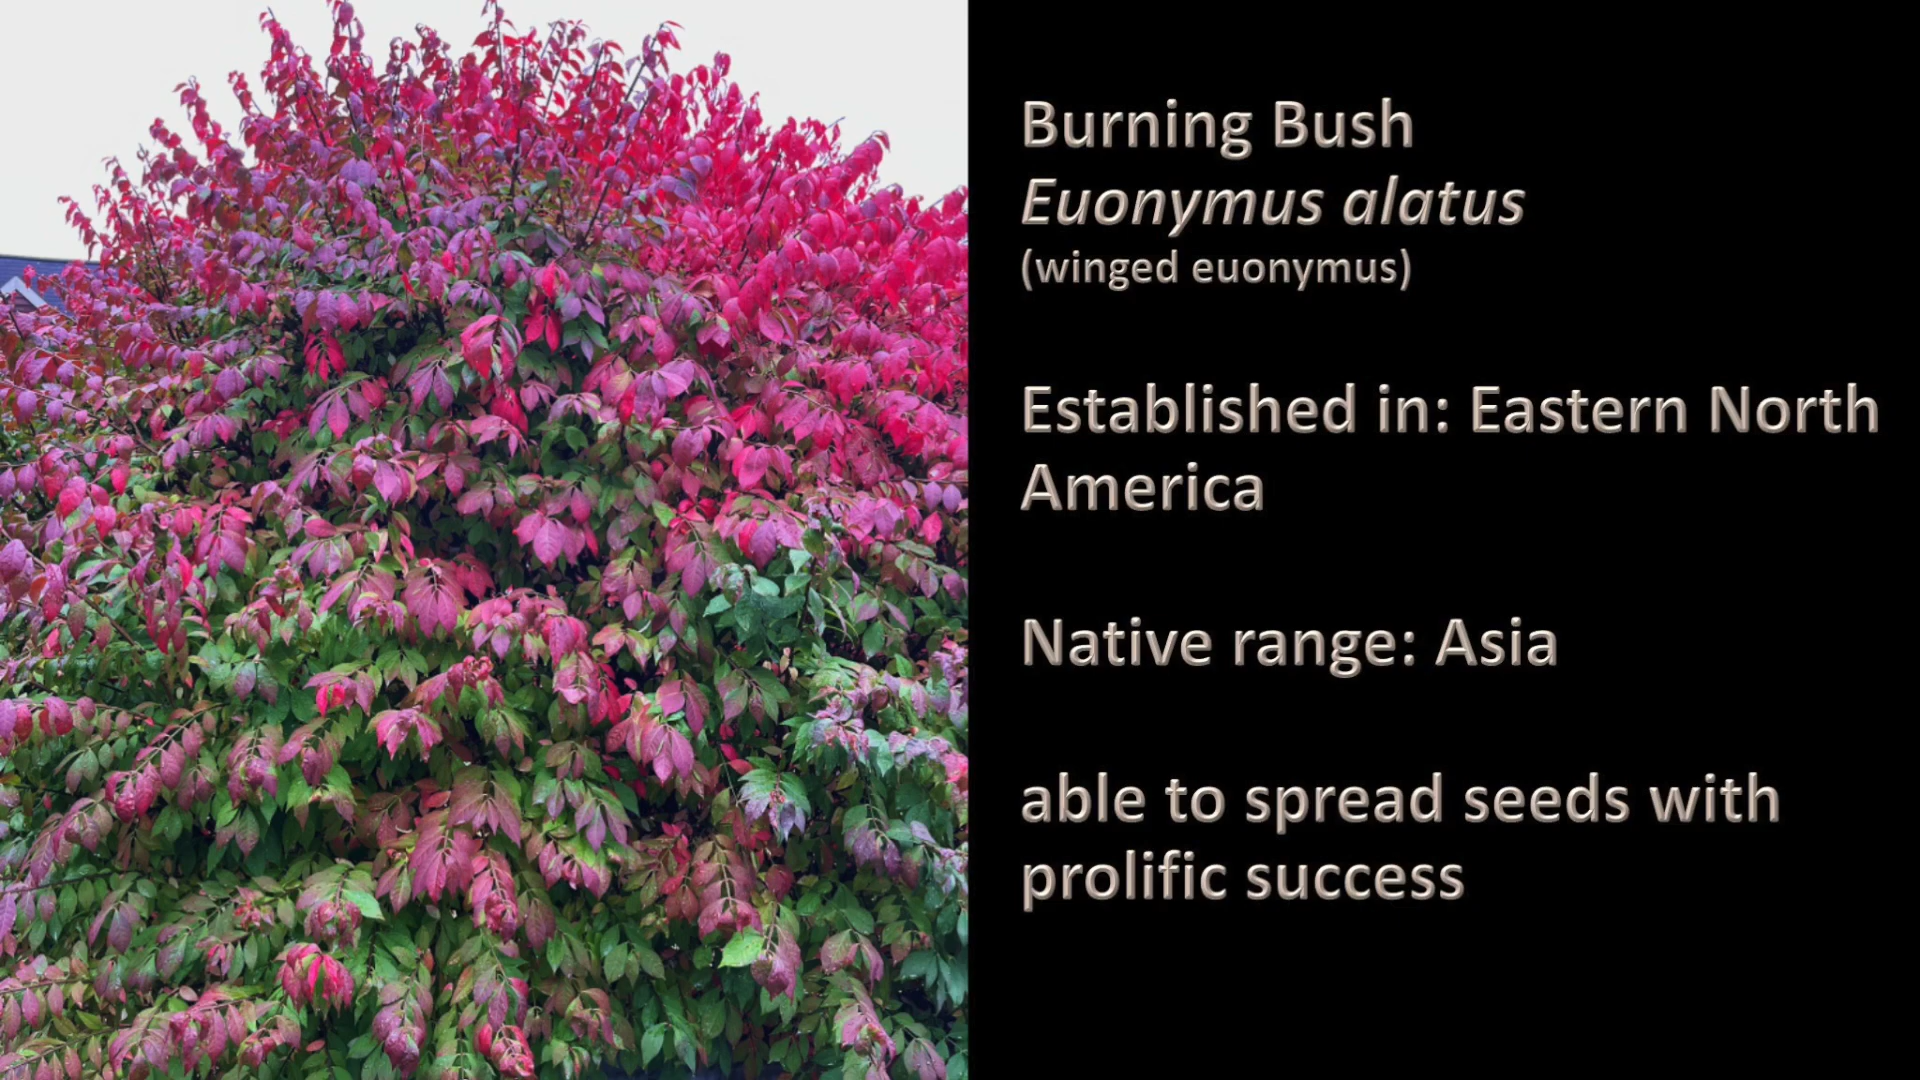 Burning Bush
Euonymus alatus
(winged euonymus)
Established in: Eastern North
America
Native range: Asia
able to spread seeds with
prolific success